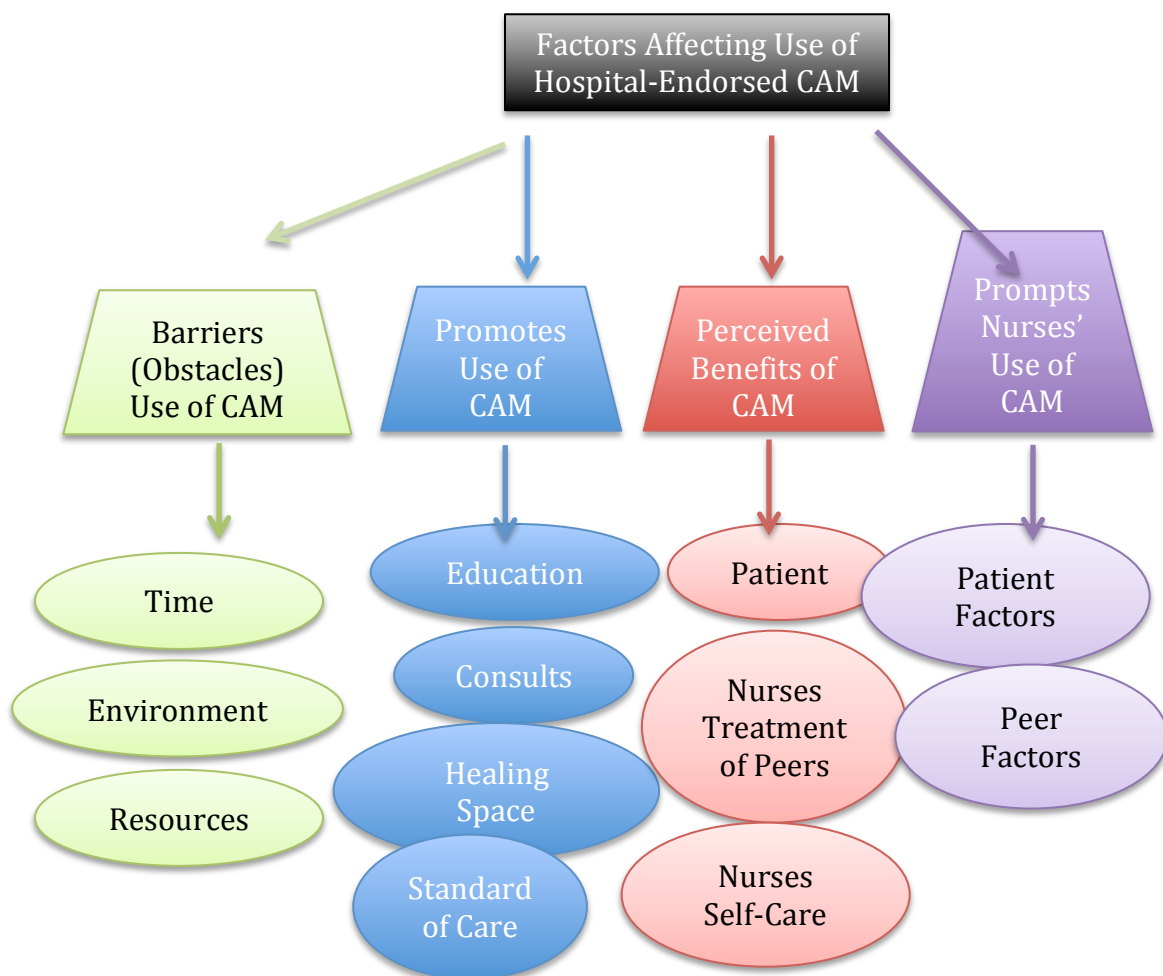 Factors Affecting Use of
Hospital-Endorsed CAM
Barriers
(Obstacles)
Use of CAM
Promotes
Use of
CAM
Perceived
Benefits of
CAM
Prompts
Nurses’
Use of
CAM
Time
Environment
Resources
Education
Consults
Healing
Space
Standard
of Care
Patient
Nurses
Treatment
of Peers
Nurses
Self-Care
Patient
Factors
Peer
Factors